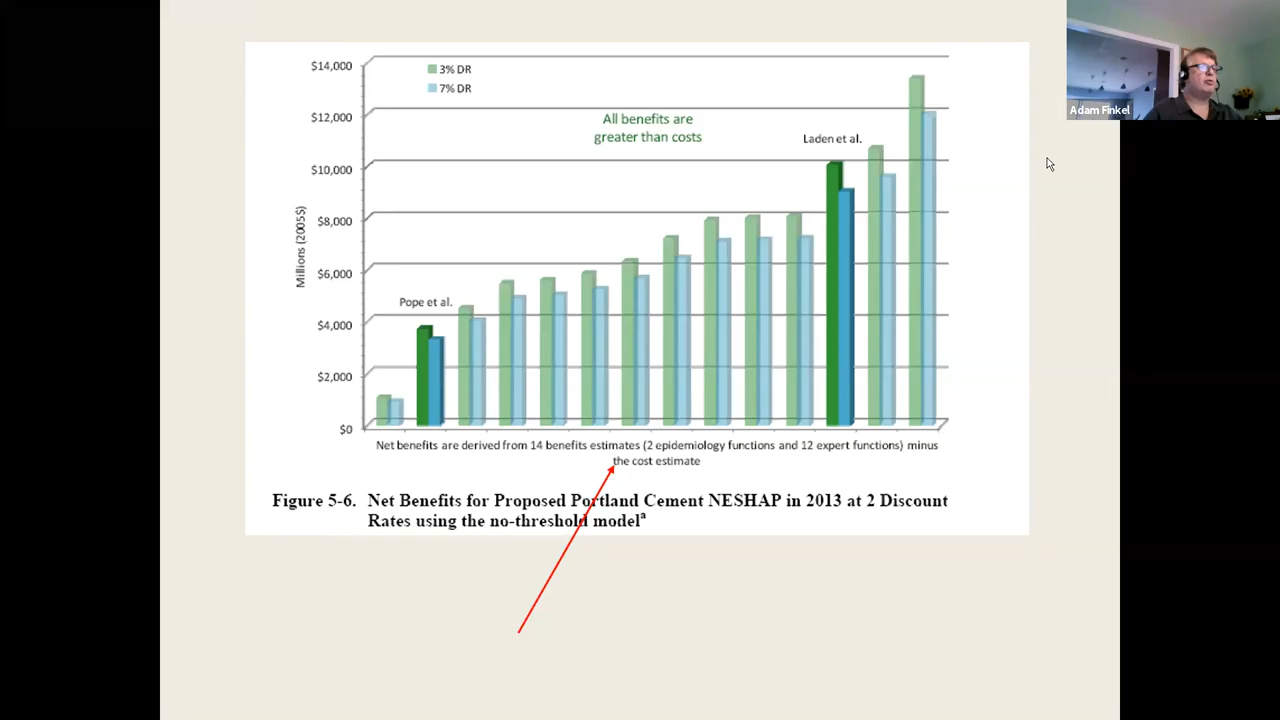 Adam Finkel
$14,000
$12,000
$10,000
$8,000
$6,000
$4,000
$2,000
$0
Millions (2005$)
3% DR
7% DR
All benefits are
greater than costs
Laden et al.
Pope et al.
Net benefits are derived from 14 benefits estimates (2 epidemiology functions and 12 expert functions) minus
the cost estimate
Figure 5-6. Net Benefits for Proposed Portland Cement NESHAP in 2013 at 2 Discount
Rates using the no-threshold modelᵃ